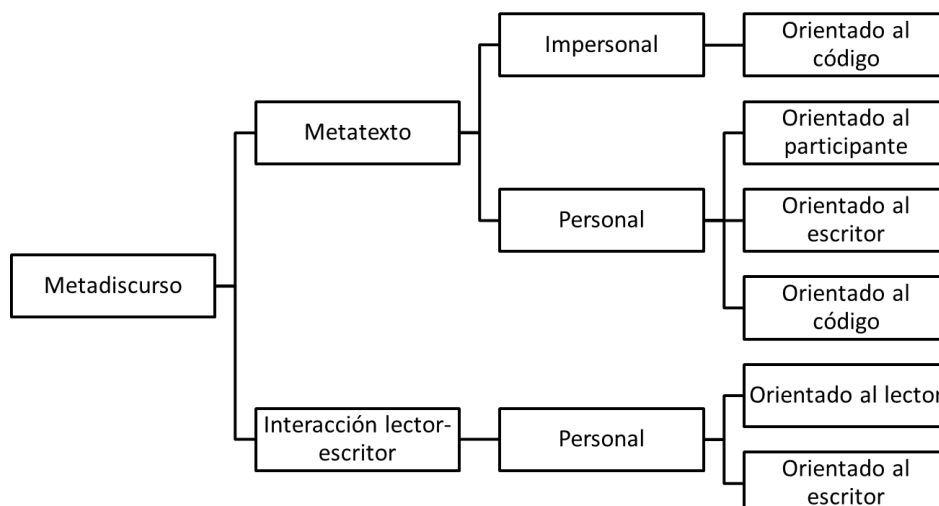 Impersonal
Orientado al
código
Metatexto
Orientado al
participante
Personal
Orientado al
escritor
Metadiscurso
Orientado al
código
Interacción lector-
escritor
Personal
Orientado al lector
Orientado al
escritor